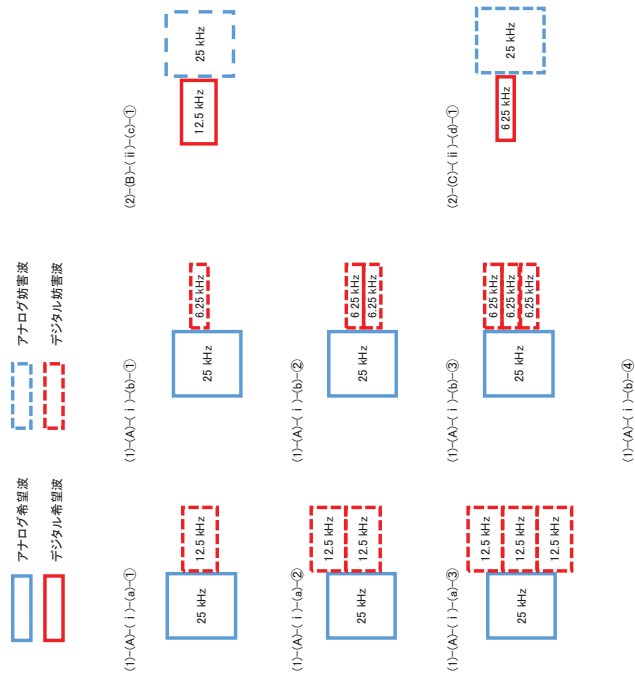 アナログ希望波 アナログ妨害波
デジタル希望波 デジタル妨害波
(1)-(A)-(ⅰ)-(a)-①
25 kHz
12.5 kHz
(1)-(A)-(ⅰ)-(b)-①
25 kHz
6.25 kHz
(2)-(B)-(ⅱ)-(c)-①
12.5 kHz
25 kHz
(1)-(A)-(ⅰ)-(a)-②
25 kHz
12.5 kHz
12.5 kHz
(1)-(A)-(ⅰ)-(b)-②
25 kHz
6 25 kHz
6.25 kHz
(1)-(A)-(ⅰ)-(a)-③
25 kHz
12.5 kHz
12.5 kHz
12.5 kHz
(1)-(A)-(ⅰ)-(b)-③
25 kHz
6 25 kHz
6.25 kHz
6.25 kHz
(2)-(C)-(ⅱ)-(d)-①
6 25 kHz
25 kHz
(1)-(A)-(ⅰ)-(b)-④